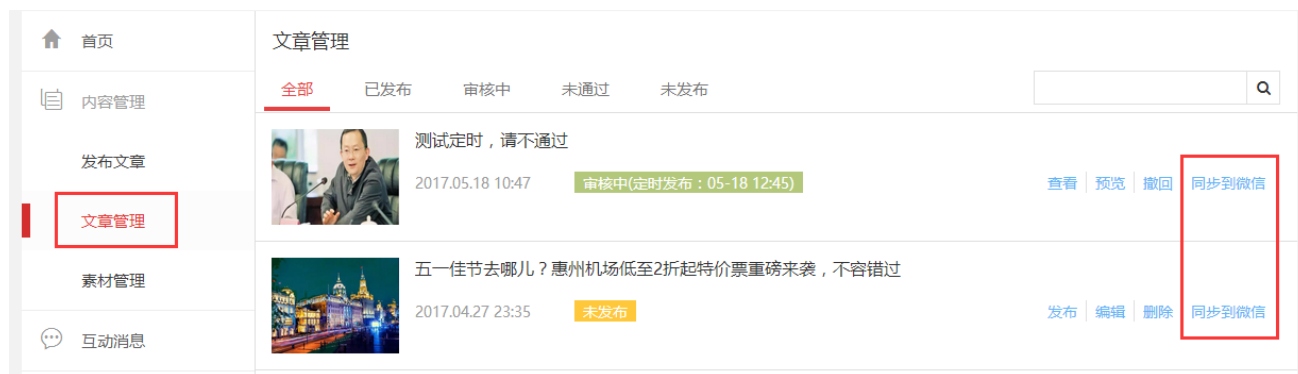 首页
内容管理
发布文章
文章管理
素材管理
互动消息
文章管理
全部 已发布 审核中 未通过 未发布
测试定时，请不通过
2017.05.18 10:47 审核中(定时发布：05-18 12:45) 查看 预览 撤回 同步到微信
五一佳节去哪儿？惠州机场低至2折起特价票重磅来袭，不容错过
2017.04.27 23:35 未发布 发布 编辑 删除 同步到微信